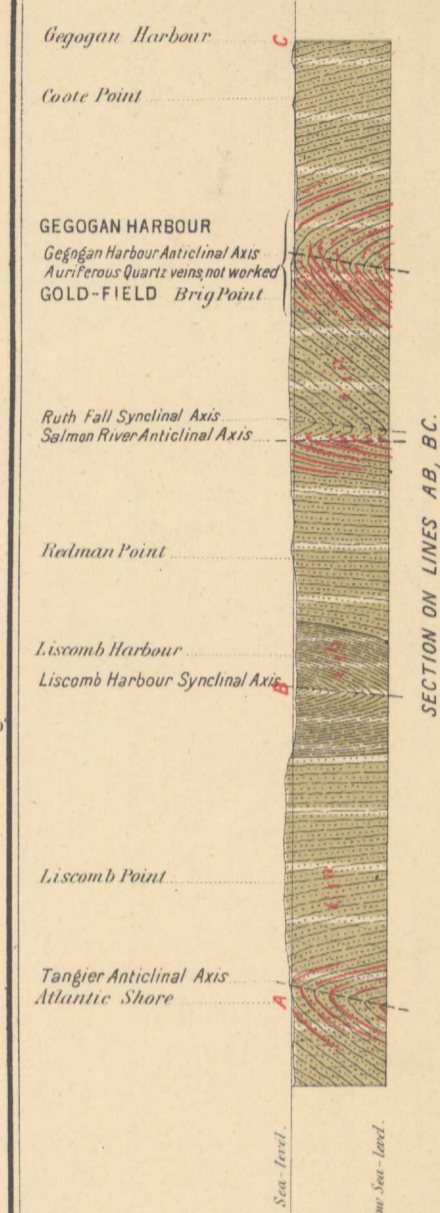 Gegogan Harbour
C
Coote Point
GEGOGAN HARBOUR
Gegogan Harbour Anticlinal Axis
Auriferous Quartz veins, not worked
GOLD-FIELD Brig Point
Ruth Fall Synclinal Axis
Salmon River Anticlinal Axis
Redman Point
Liscomb Harbour
Liscomb Harbour Synclinal Axis
B
Liscomb Point
Tangier Anticlinal Axis
Atlantic Shore
A
Sea-level.
Sea-level.
SECTION ON LINES AB, BC.